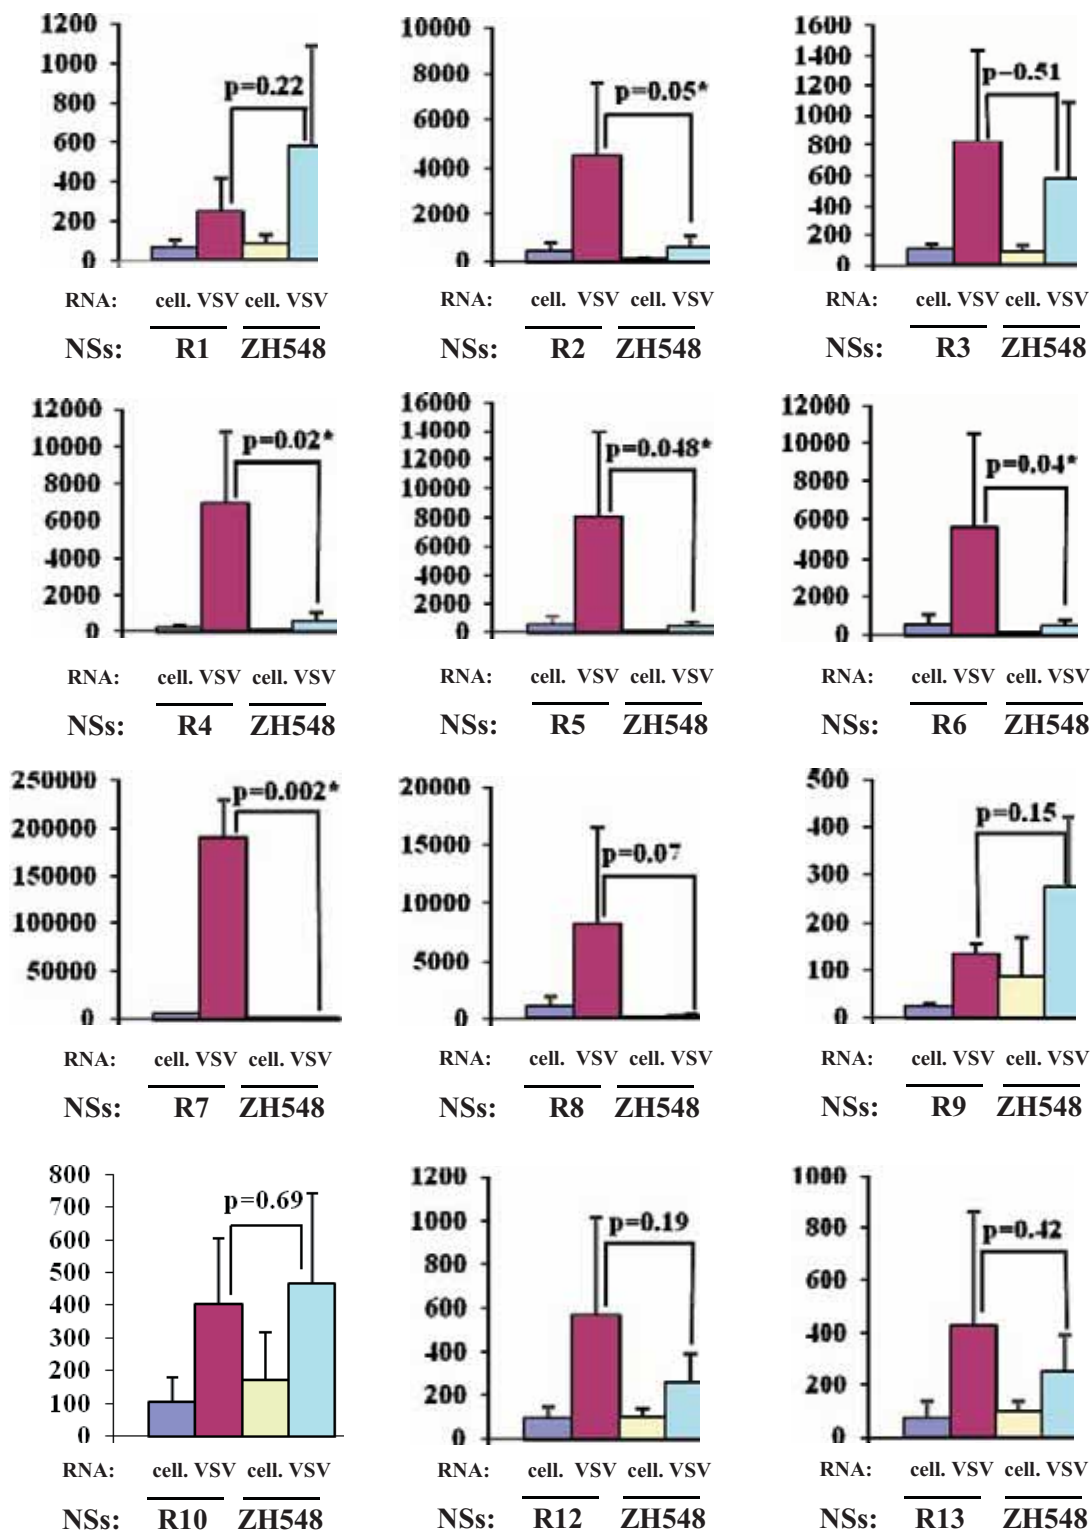 1200
1000
800
600
400
200
0
p=0.22
RNA: cell. VSV cell. VSV
NSs: R1 ZH548
10000
8000
6000
4000
2000
0
p=0.05*
RNA: cell. VSV cell. VSV
NSs: R2 ZH548
1600
1400
1200
1000
800
600
400
200
0
p=0.51
RNA: cell. VSV cell. VSV
NSs: R3 ZH548
12000
10000
8000
6000
4000
2000
0
p=0.02*
RNA: cell. VSV cell. VSV
NSs: R4 ZH548
16000
14000
12000
10000
8000
6000
4000
2000
0
p=0.048*
RNA: cell. VSV cell. VSV
NSs: R5 ZH548
12000
10000
8000
6000
4000
2000
0
p=0.04*
RNA: cell. VSV cell. VSV
NSs: R6 ZH548
250000
200000
150000
100000
50000
0
p=0.002*
RNA: cell. VSV cell. VSV
NSs: R7 ZH548
20000
15000
10000
5000
0
p=0.07
RNA: cell. VSV cell. VSV
NSs: R8 ZH548
500
400
300
200
100
0
p=0.15
RNA: cell. VSV cell. VSV
NSs: R9 ZH548
800
700
600
500
400
300
200
100
0
p=0.69
RNA: cell. VSV cell. VSV
NSs: R10 ZH548
1200
1000
800
600
400
200
0
p=0.19
RNA: cell. VSV cell. VSV
NSs: R12 ZH548
1000
800
600
400
200
0
p=0.42
RNA: cell. VSV cell. VSV
NSs: R13 ZH548